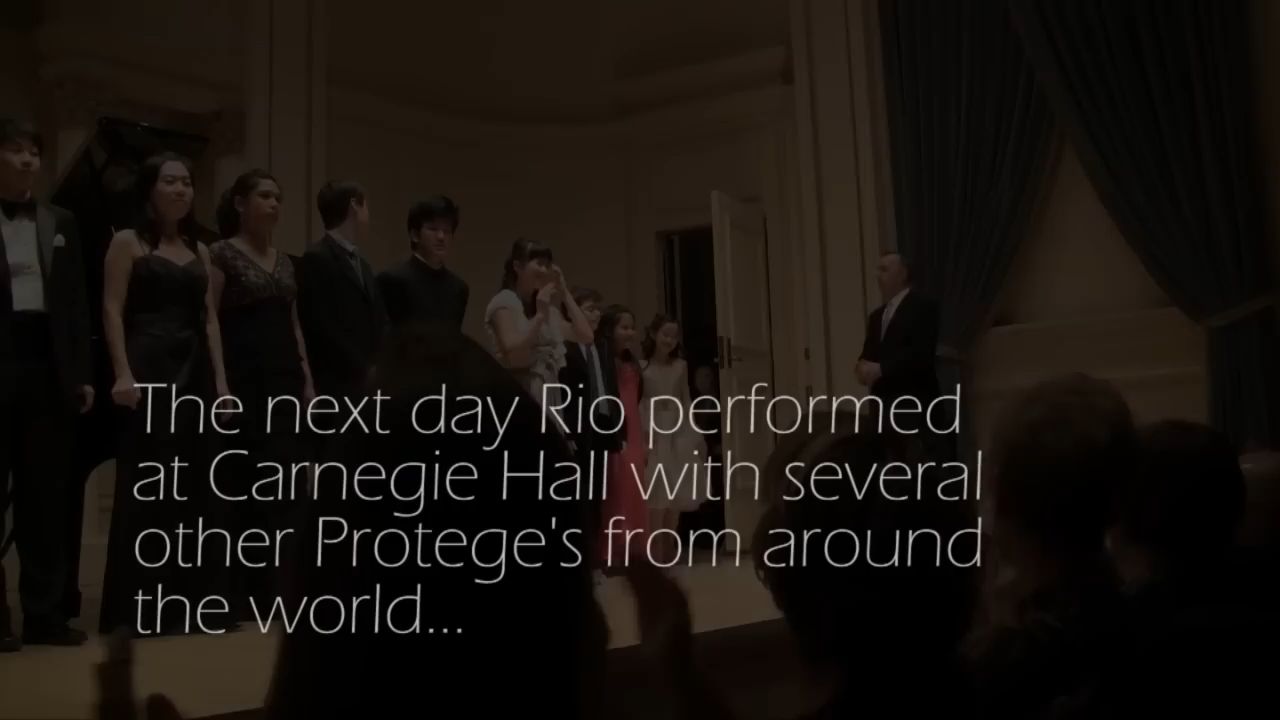 The next day Rio performed
at Carnegie Hall with several
other Protege's from around
the world...